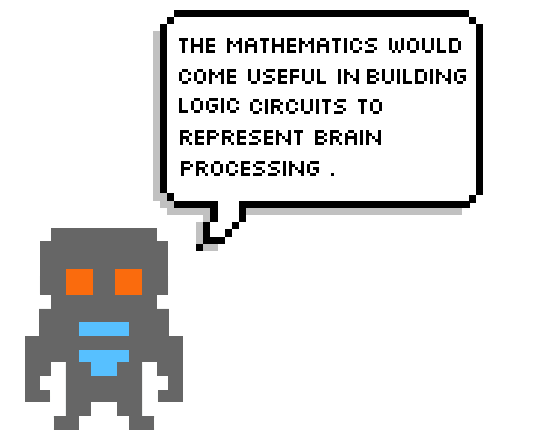 THE MATHEMATICS WOULD
COME USEFUL IN BUILDING
LOGIC CIRCUITS TO
REPRESENT BRAIN
PROCESSING .